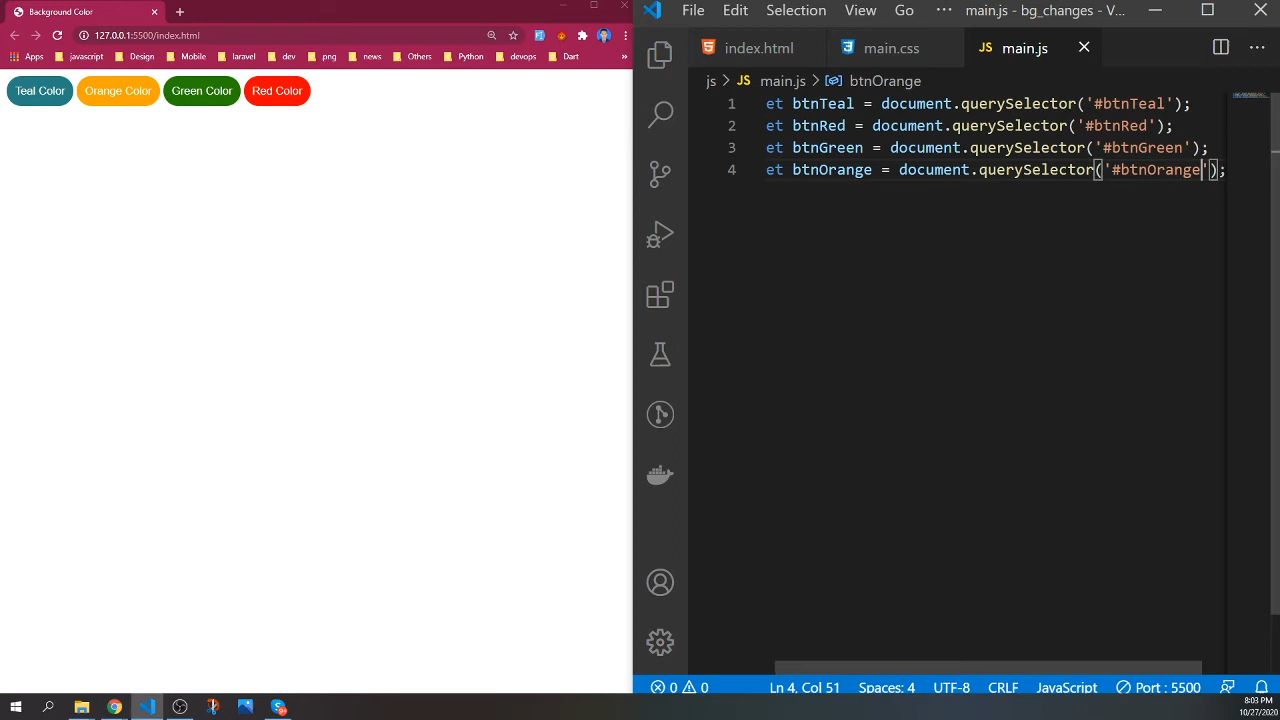 Background Color
127.0.0.1:5500/index.html
Apps javascript Design Mobile laravel dev png news Others Python devops Dart »
Teal Color Orange Color Green Color Red Color
File Edit Selection View Go ··· main.js - bg_changes - V...
index.html main.css JS main.js
js > JS main.js > btnOrange
1 et btnTeal = document.querySelector('#btnTeal');
2 et btnRed = document.querySelector('#btnRed');
3 et btnGreen = document.querySelector('#btnGreen');
4 et btnOrange = document.querySelector('#btnOrange');
0 0 Ln 4, Col 51 Spaces: 4 UTF-8 CRLF JavaScript Port : 5500
8:03 PM
10/27/2020